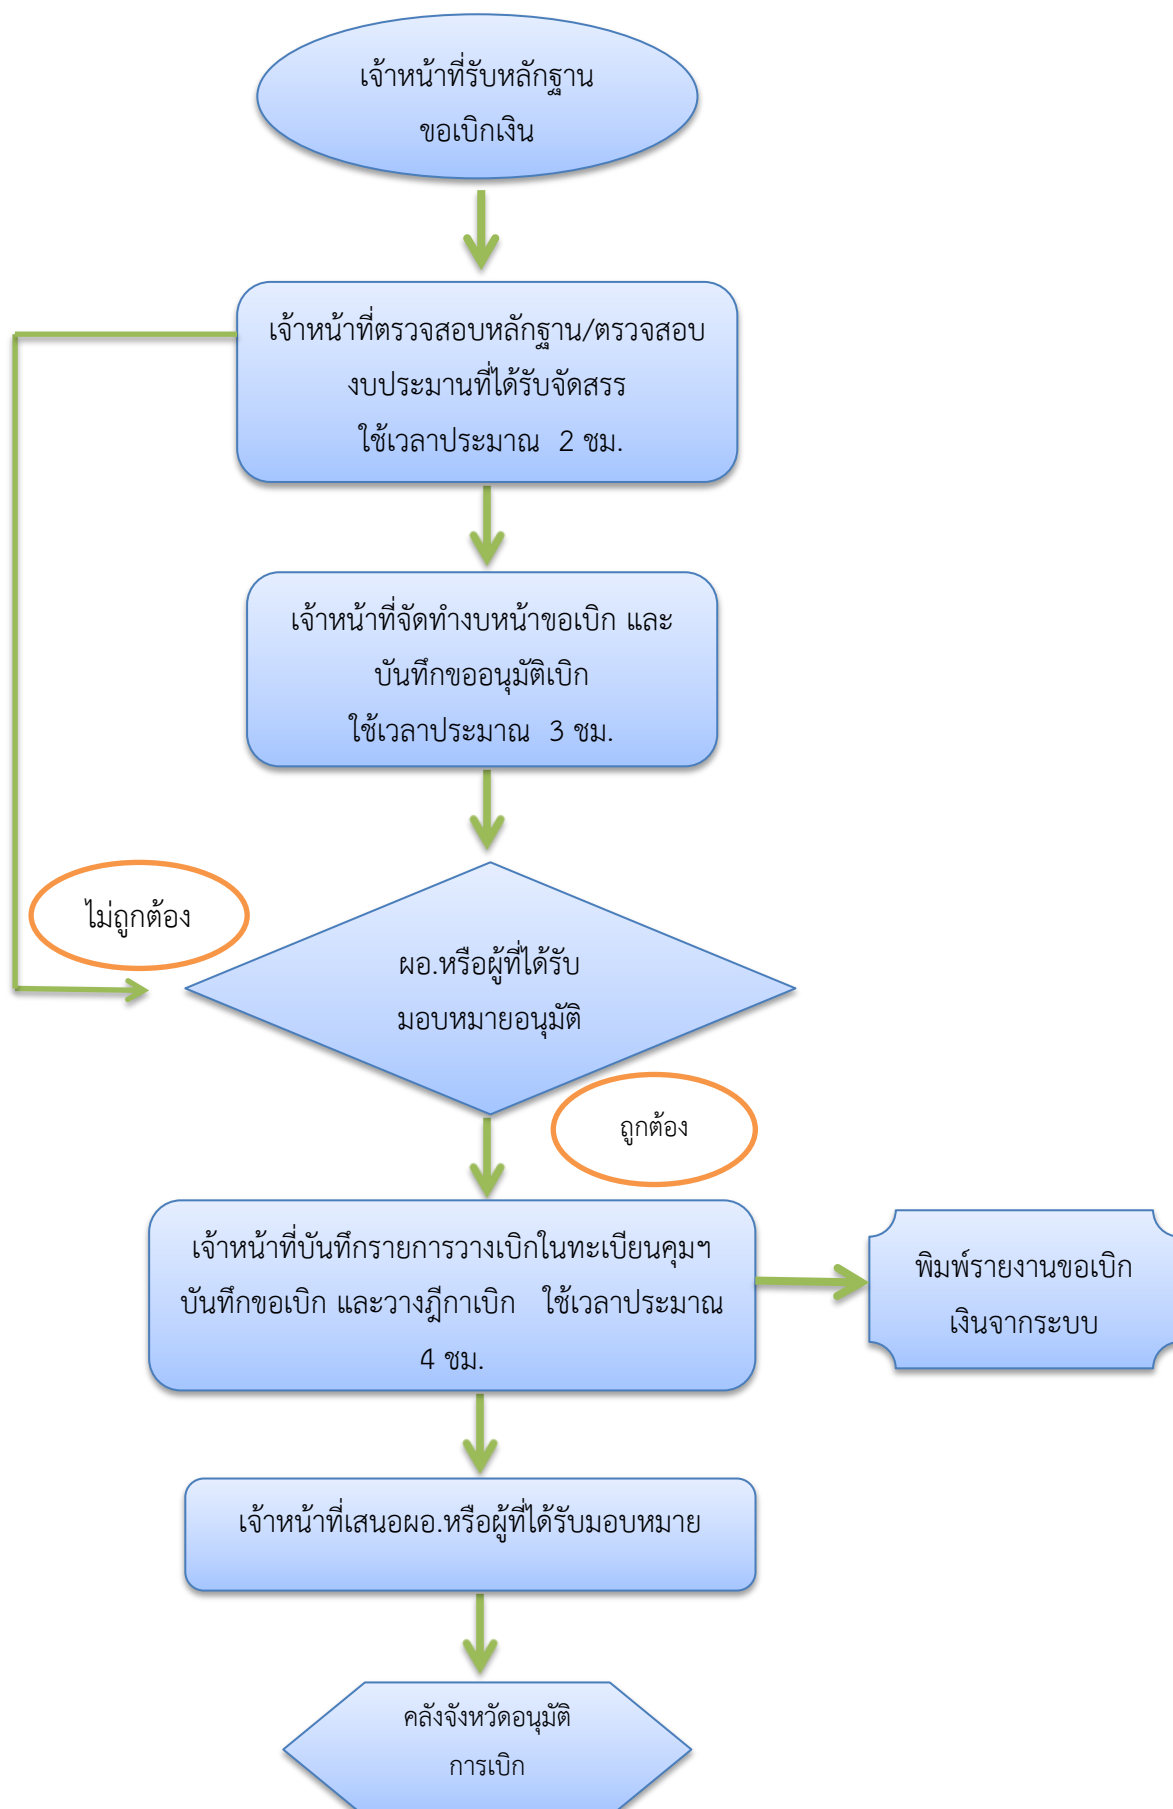 เจ้าหน้าที่รับหลักฐาน
ขอเบิกเงิน
เจ้าหน้าที่ตรวจสอบหลักฐาน/ตรวจสอบ
งบประมานที่ได้รับจัดสรร
ใช้เวลาประมาณ 2 ชม.
เจ้าหน้าที่จัดทำงบหน้าขอเบิก และ
บันทึกขออนุมัติเบิก
ใช้เวลาประมาณ 3 ชม.
ไม่ถูกต้อง
ผอ.หรือผู้ที่ได้รับ
มอบหมายอนุมัติ
ถูกต้อง
เจ้าหน้าที่บันทึกรายการวางเบิกในทะเบียนคุมฯ
บันทึกขอเบิก และวางฎีกาเบิก ใช้เวลาประมาณ
4 ชม.
พิมพ์รายงานขอเบิก
เงินจากระบบ
เจ้าหน้าที่เสนอผอ.หรือผู้ที่ได้รับมอบหมาย
คลังจังหวัดอนุมัติ
การเบิก